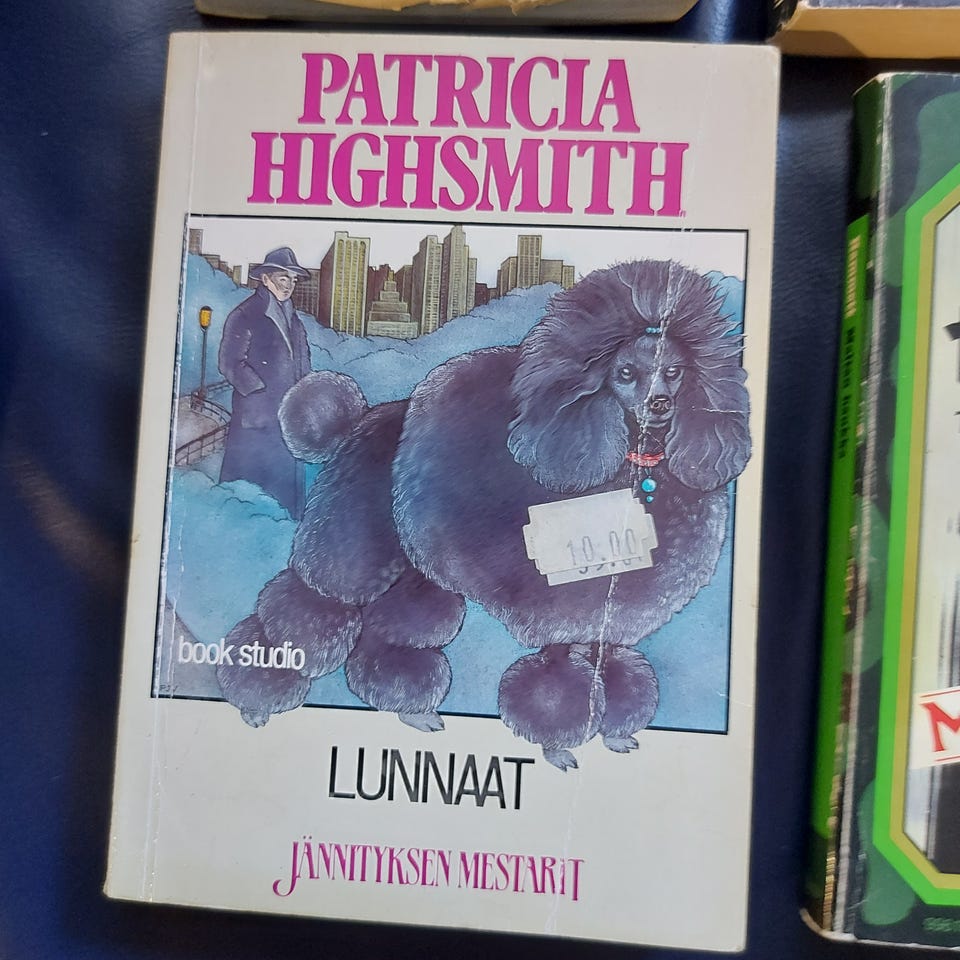 PATRICIA
HIGHSMITH
10.00
book studio
LUNNAAT
JÄNNITYKSEN MESTARIT
M